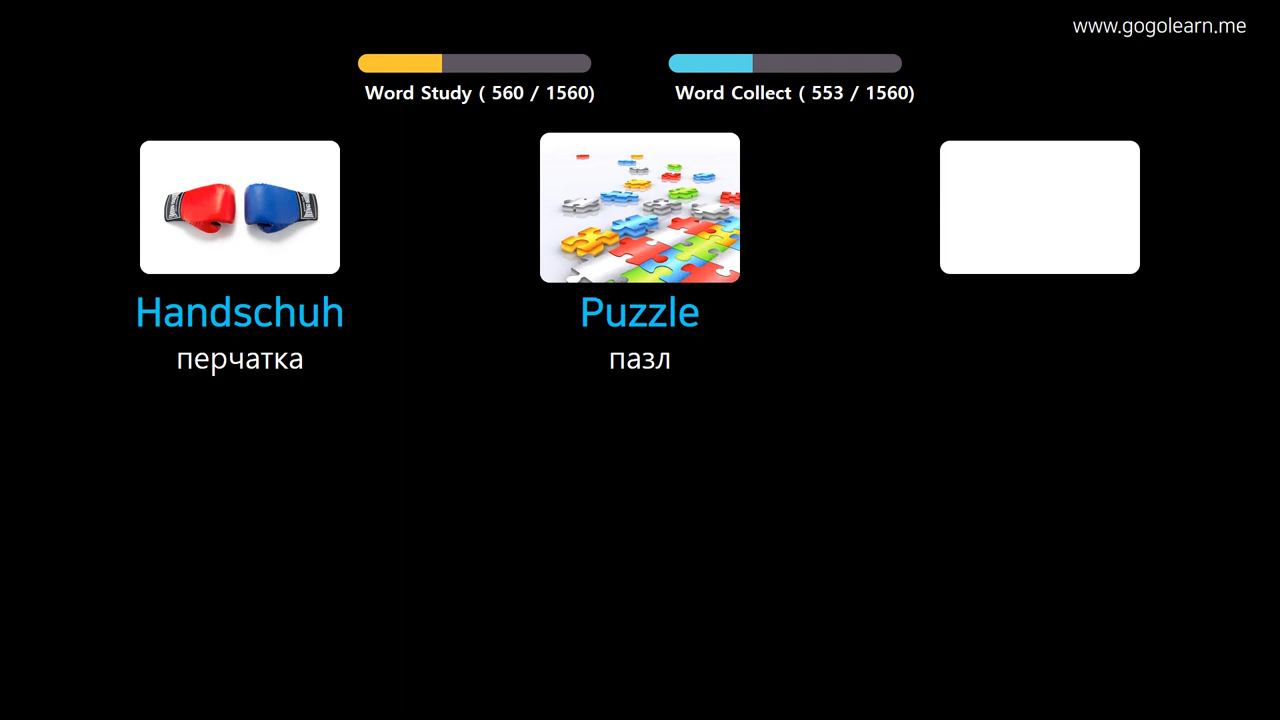 www.gogolearn.me
Word Study ( 560 / 1560)
Word Collect ( 553 / 1560)
Handschuh
перчатка
Puzzle
пазл